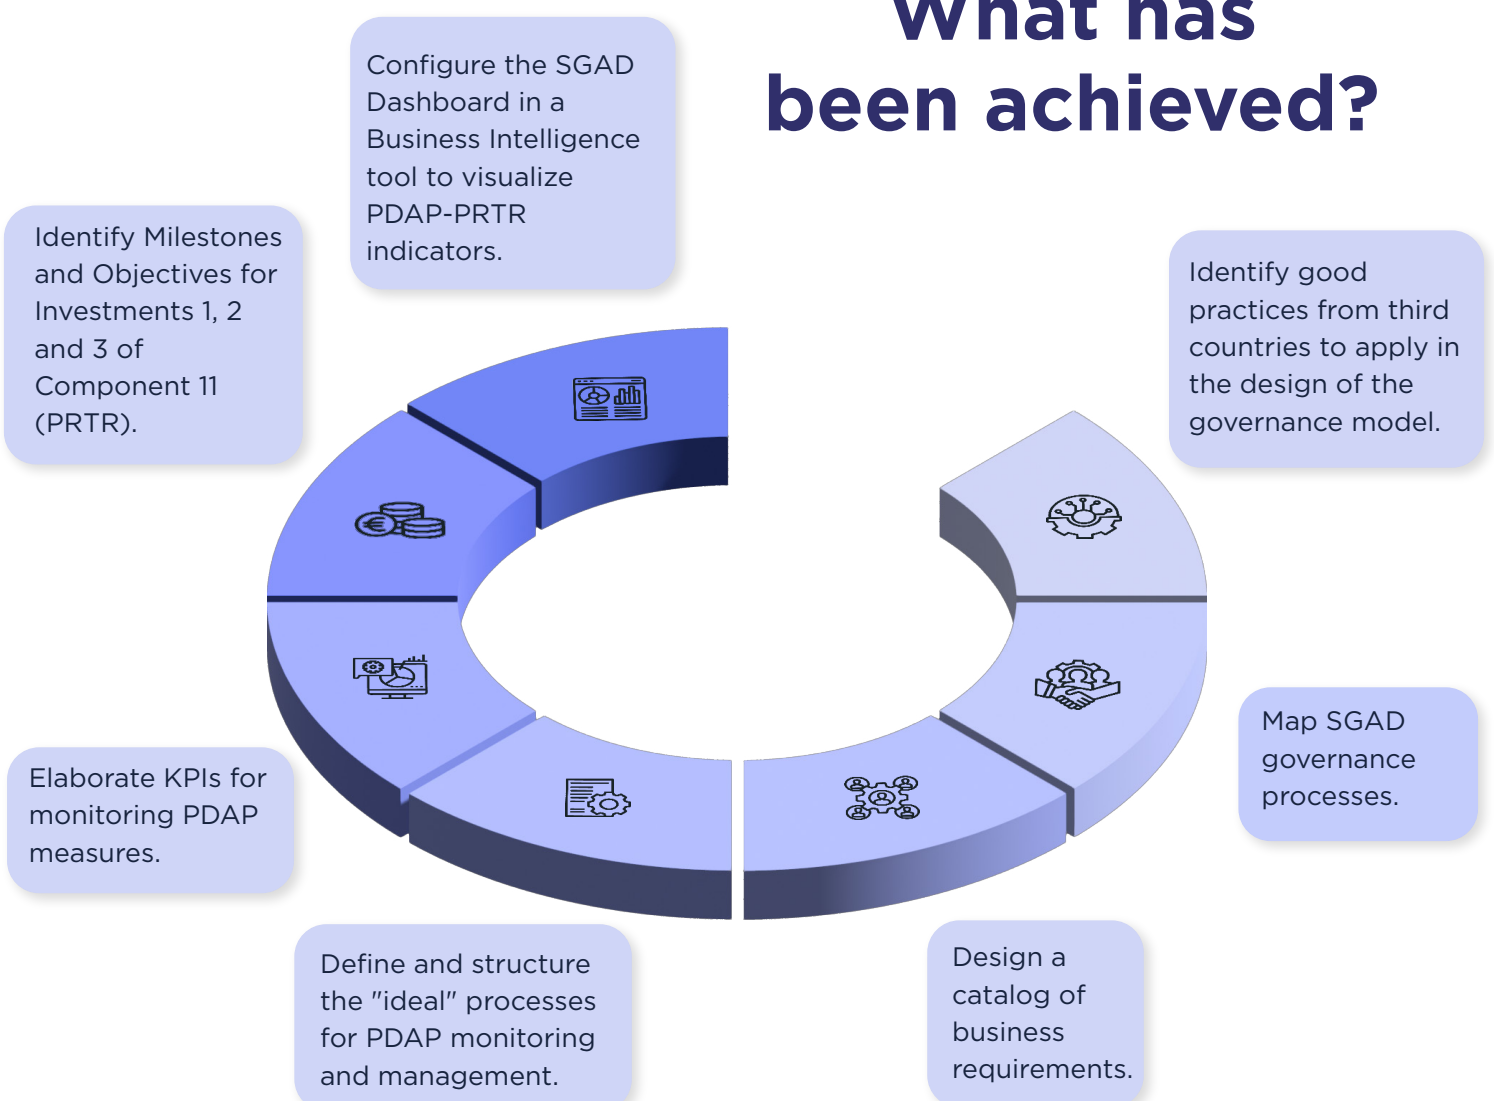 What has
been achieved?
Configure the SGAD
Dashboard in a
Business Intelligence
tool to visualize
PDAP-PRTR
indicators.
Identify Milestones
and Objectives for
Investments 1, 2
and 3 of
Component 11
(PRTR).
Identify good
practices from third
countries to apply in
the design of the
governance model.
Map SGAD
governance
processes.
Elaborate KPIs for
monitoring PDAP
measures.
Define and structure
the "ideal" processes
for PDAP monitoring
and management.
Design a
catalog of
business
requirements.